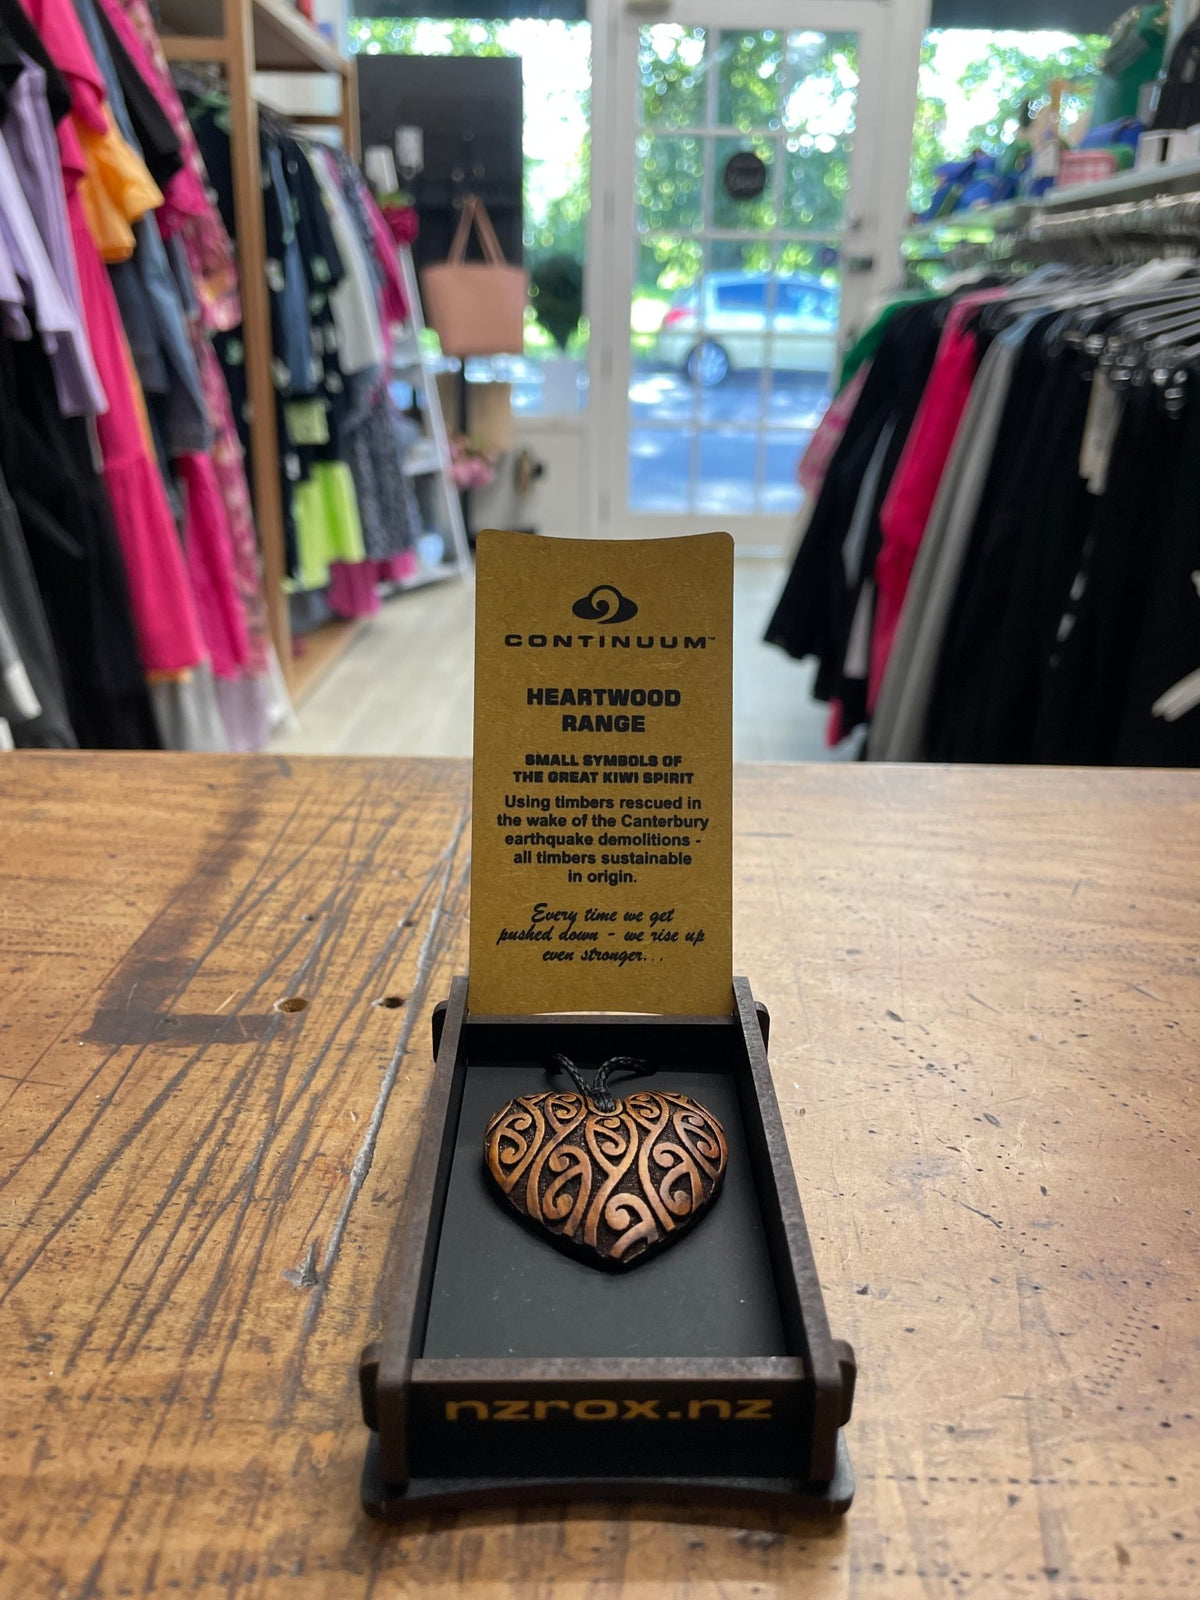 CONTINUUM™
HEARTWOOD
RANGE
SMALL SYMBOLS OF
THE GREAT KIWI SPIRIT
Using timbers rescued in
the wake of the Canterbury
earthquake demolitions -
all timbers sustainable
in origin.
Every time we get
pushed down - we rise up
even stronger...
nzrox.nz